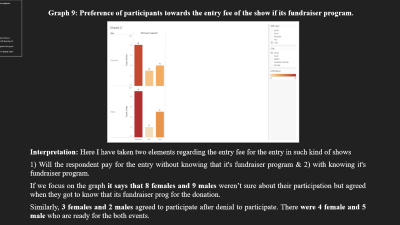 Graph 9: Preference of participants towards the entry fee of the show if its fundraiser program.
Interpretation: Here I have taken two elements regarding the entry fee for the entry in such kind of shows
1) Will the respondent pay for the entry without knowing that it's fundraiser program & 2) with knowing it's
fundraiser program.
If we focus on the graph it says that 8 females and 9 males weren't sure about their participation but agreed
when they got to know that its fundraiser prog for the donation.
Similarly, 3 females and 2 males agreed to participate after denial to participate. There were 4 female and 5
male who are ready for the both events.